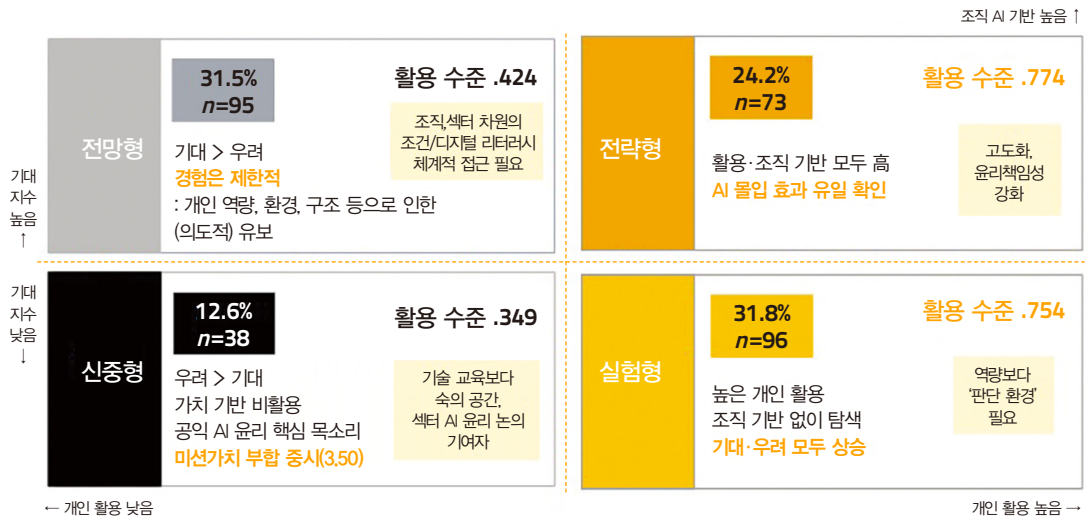 조직 AI 기반 높음 ↑
전망형
31.5%
n=95
활용 수준 .424
기대 > 우려
경험은 제한적
: 개인 역량, 환경, 구조 등으로 인한
(의도적) 유보
조직,섹터 차원의
조건/디지털 리터러시
체계적 접근 필요
전략형
24.2%
n=73
활용 수준 .774
활용·조직 기반 모두 高
AI 몰입 효과 유일 확인
고도화,
윤리책임성
강화
기대
지수
높음
↑
기대
지수
낮음
↓
신중형
12.6%
n=38
활용 수준 .349
우려 > 기대
가치 기반 비활용
공익 AI 윤리 핵심 목소리
미션가치 부합 중시(3.50)
기술 교육보다
숙의 공간,
섹터 AI 윤리 논의
기여자
실험형
31.8%
n=96
활용 수준 .754
높은 개인 활용
조직 기반 없이 탐색
기대·우려 모두 상승
역량보다
‘판단 환경’
필요
← 개인 활용 낮음
개인 활용 높음 →